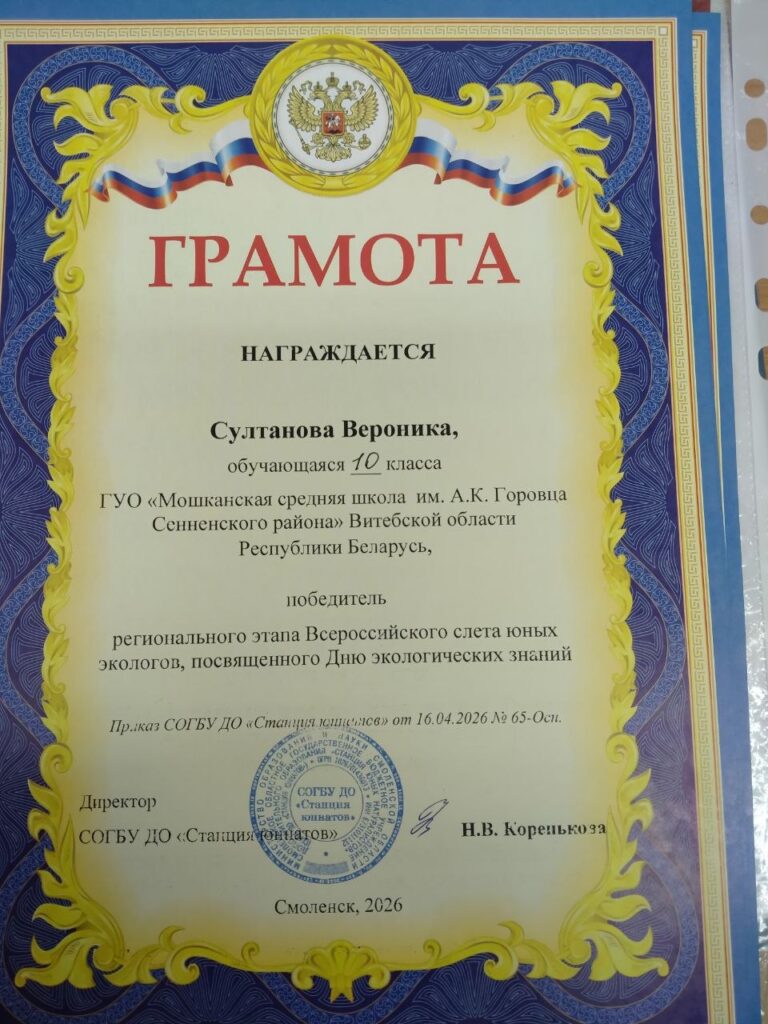 ГРАМОТА
НАГРАЖДАЕТСЯ
Султанова Вероника,
обучающаяся 10 класса
ГУО «Мошканская средняя школа им. А.К. Горовца
Сенненского района» Витебской области
Республики Беларусь,
победитель
регионального этапа Всероссийского слета юных
экологов, посвященного Дню экологических знаний
Приказ СОГБУ ДО «Станция юннатов» от 16.04.2026 № 65-Осн.
СОГБУ ДО
«Станция
юннатов»
Директор
СОГБУ ДО «Станция юннатов»
Н.В. Коренькова
Смоленск, 2026